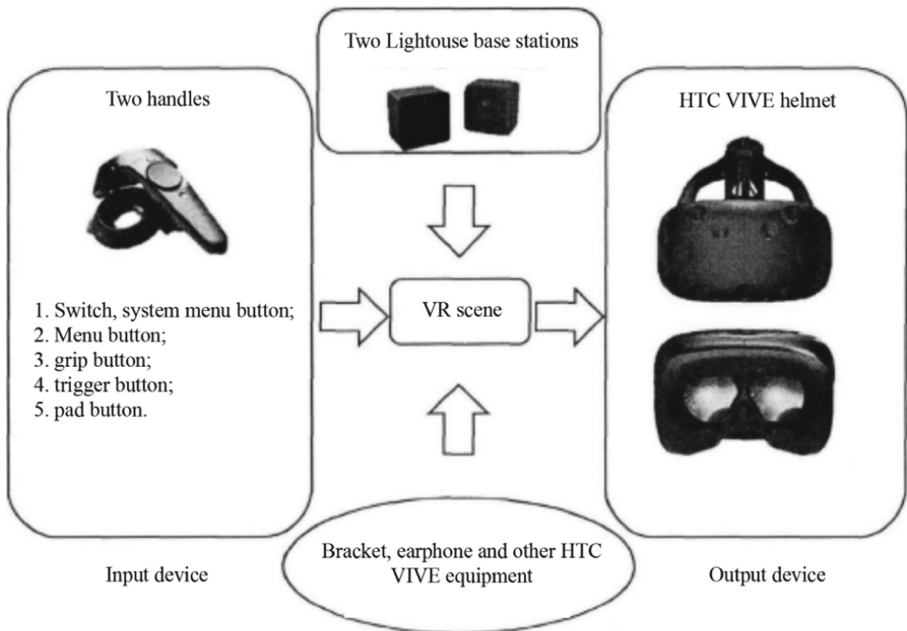 Two Lightouse base stations
Two handles
1. Switch, system menu button;
2. Menu button;
3. grip button;
4. trigger button;
5. pad button.
VR scene
HTC VIVE helmet
Bracket, earphone and other HTC
VIVE equipment
Input device
Output device